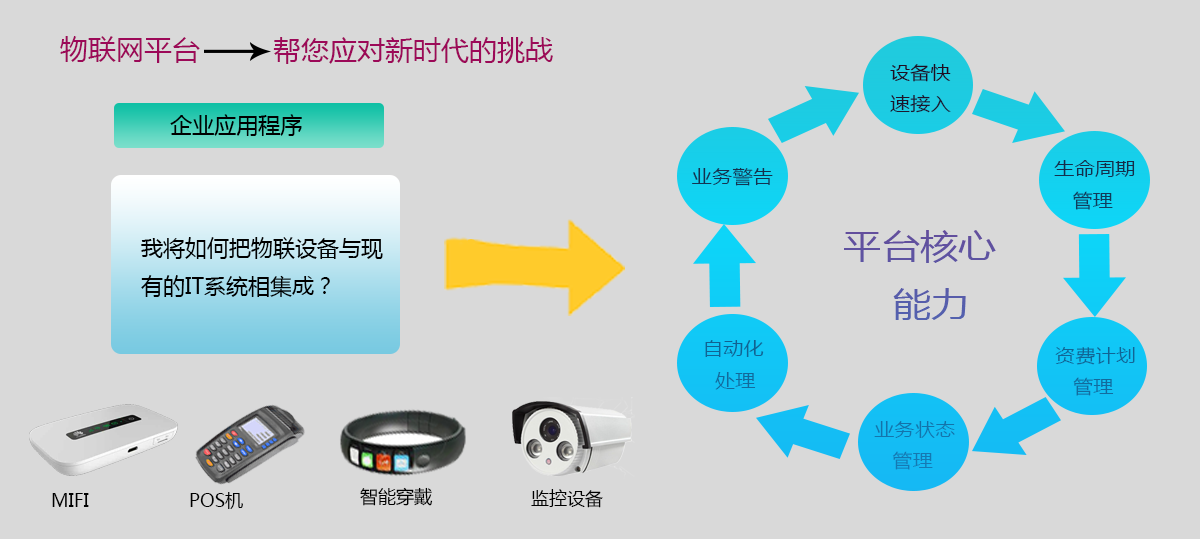 物联网平台
帮您应对新时代的挑战
企业应用程序
我将如何把物联设备与现
有的IT系统相集成？
MIFI
POS机
智能穿戴
监控设备
设备快
速接入
生命周期
管理
资费计划
管理
业务状态
管理
自动化
处理
业务警告
平台核心
能力